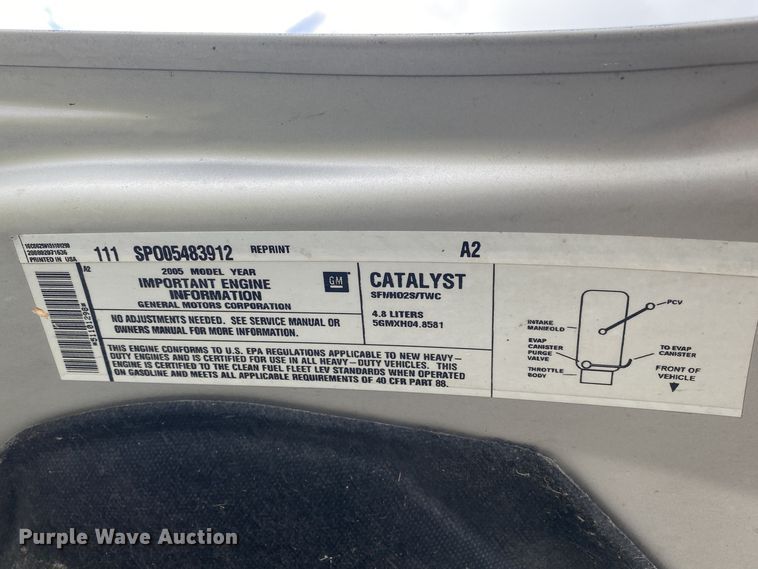 200802071636
PRINTED IN USA
111 SPO05483912 REPRINT A2
A2
*51101290*
2005 MODEL YEAR
IMPORTANT ENGINE
INFORMATION
GENERAL MOTORS CORPORATION
GM
NO ADJUSTMENTS NEEDED. SEE SERVICE MANUAL OR
OWNERS MANUAL FOR MORE INFORMATION.
CATALYST
SFI/HO2S/TWC
4.8 LITERS
5GMXH04.8581
THIS ENGINE CONFORMS TO U.S. EPA REGULATIONS APPLICABLE TO NEW HEAVY–
DUTY ENGINES AND IS CERTIFIED FOR USE IN ALL HEAVY–DUTY VEHICLES. THIS
ENGINE IS CERTIFIED TO THE CLEAN FUEL FLEET LEV STANDARDS WHEN OPERATED
ON GASOLINE AND MEETS ALL APPLICABLE REQUIREMENTS OF 40 CFR PART 88.
PCV
INTAKE
MANIFOLD
EVAP
CANISTER
PURGE
VALVE
THROTTLE
BODY
TO EVAP
CANISTER
FRONT OF
VEHICLE
Purple Wave Auction